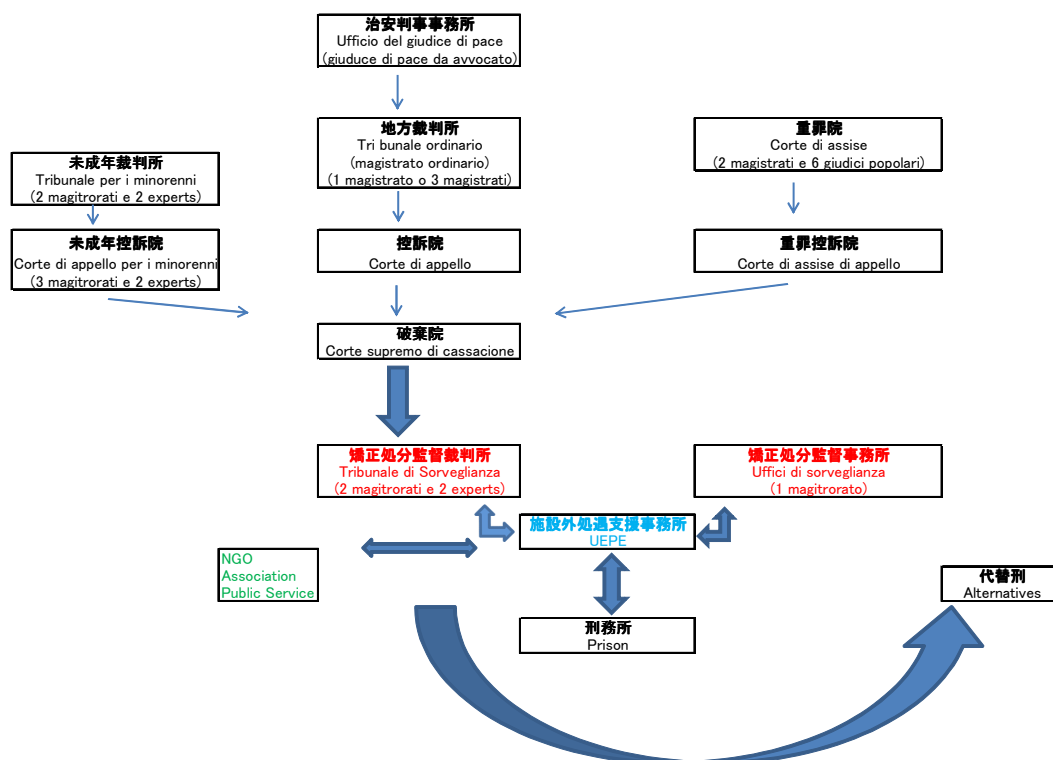 治安判事事務所
Ufficio del giudice di pace
(giuduce di pace da avvocato)
地方裁判所
Tri bunale ordinario
(magistrato ordinario)
(1 magistrato o 3 magistrati)
重罪院
Corte di assise
(2 magistrati e 6 giudici popolari)
未成年裁判所
Tribunale per i minorenni
(2 magitrorati e 2 experts)
未成年控訴院
Corte di appello per i minorenni
(3 magitrorati e 2 experts)
控訴院
Corte di appello
重罪控訴院
Corte di assise di appello
破棄院
Corte supremo di cassacione
矯正処分監督裁判所
Tribunale di Sorveglianza
(2 magitrorati e 2 experts)
矯正処分監督事務所
Uffici di sorveglianza
(1 magitrorato)
施設外処遇支援事務所
UEPE
NGO
Association
Public Service
代替刑
Alternatives
刑務所
Prison